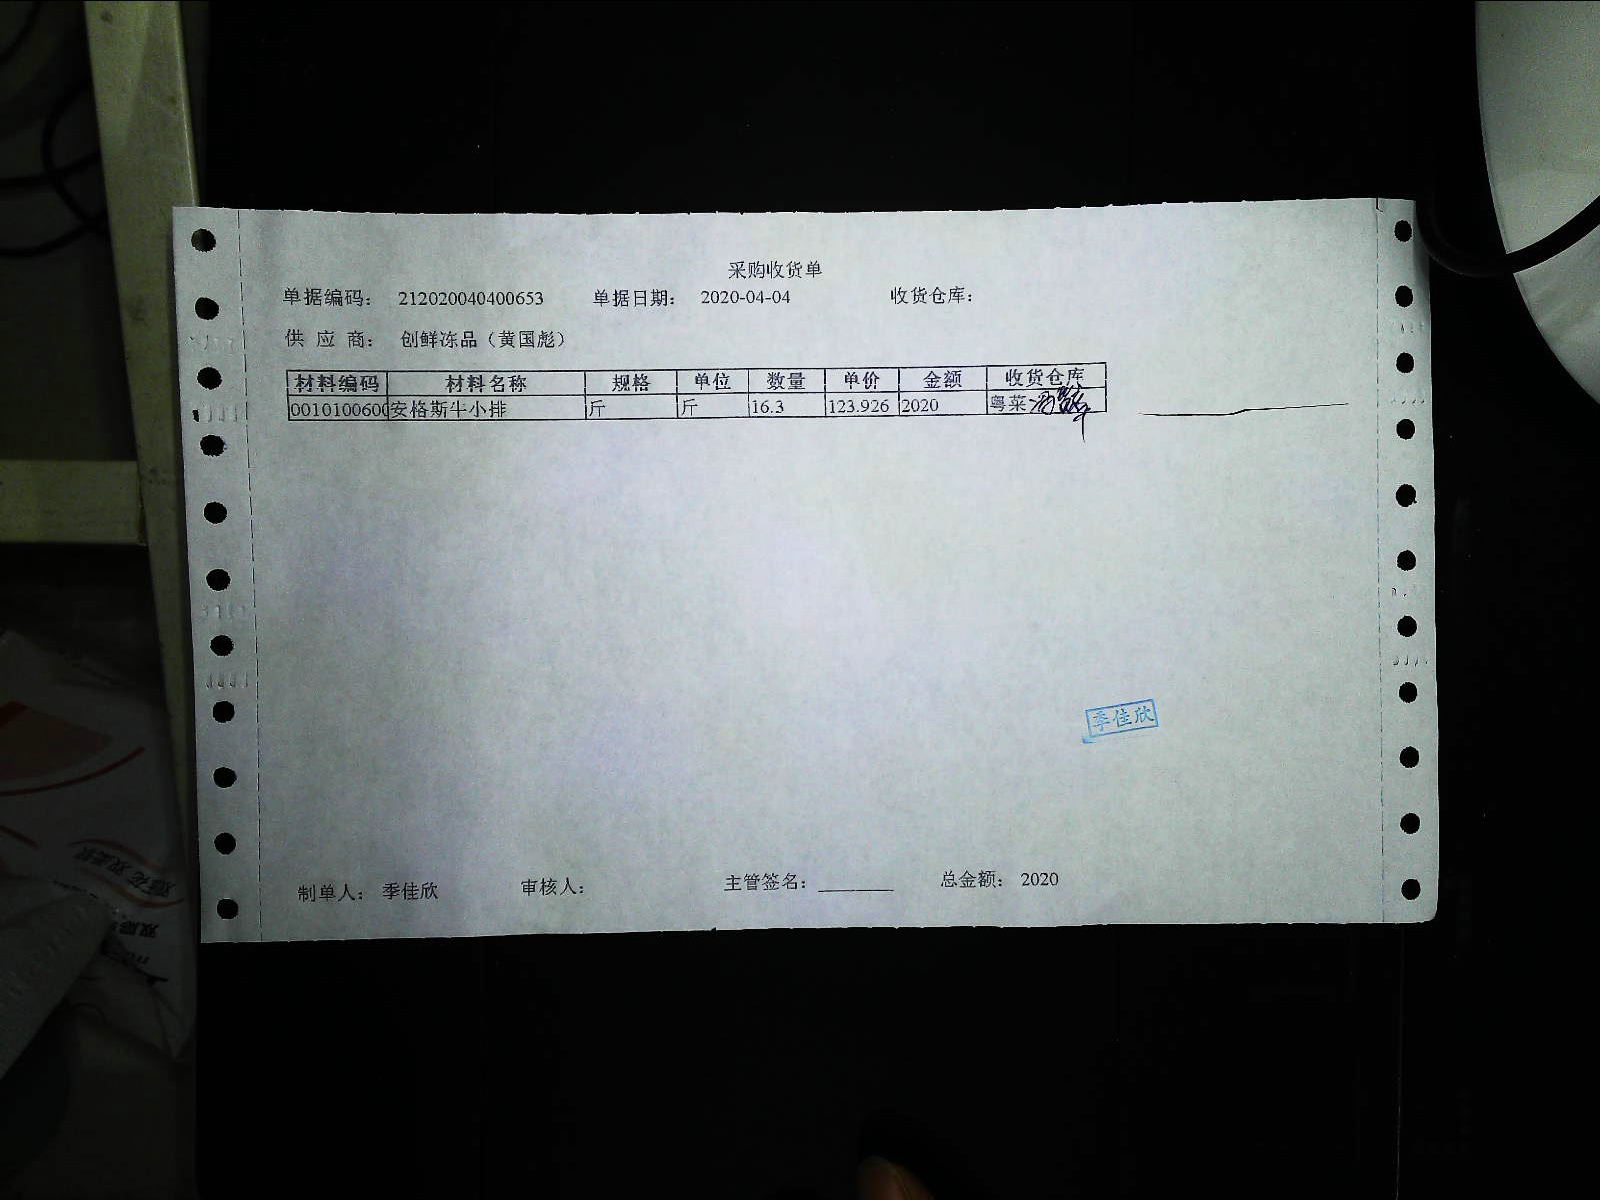 采购收货单
单据编码： 212020040400653 单据日期： 2020-04-04 收货仓库：
供 应 商： 创鲜冻品（黄国彪）
材料编码 材料名称 规格 单位 数量 单价 金额 收货仓库
0010100600 安格斯牛小排 斤 斤 16.3 123.926 2020 粤菜
季佳欣
制单人： 季佳欣 审核人： 主管签名：________ 总金额： 2020